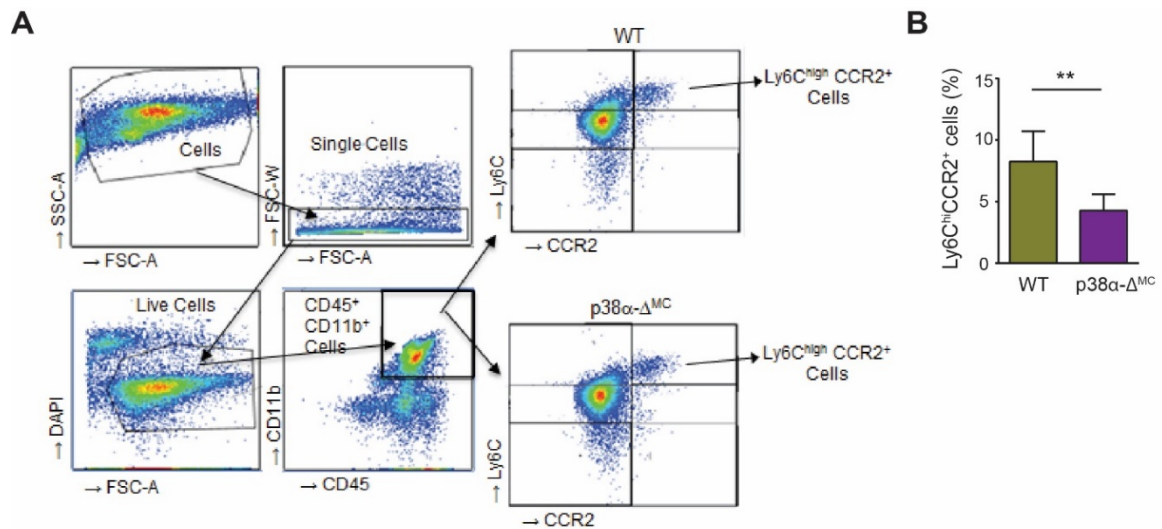 A
SSC-A
Cells
→ FSC-A
FSC-W
Single Cells
→ FSC-A
WT
→ Ly6C
→ CCR2
Ly6C^high CCR2⁺
Cells
→ DAPI
Live Cells
→ FSC-A
→ CD11b
CD45⁺
CD11b⁺
Cells
→ CD45
p38α-Δ^MC
→ Ly6C
→ CCR2
Ly6C^high CCR2⁺
Cells
B
Ly6C^hiCCR2⁺ cells (%)
15
10
5
0
**
WT
p38α-Δ^MC